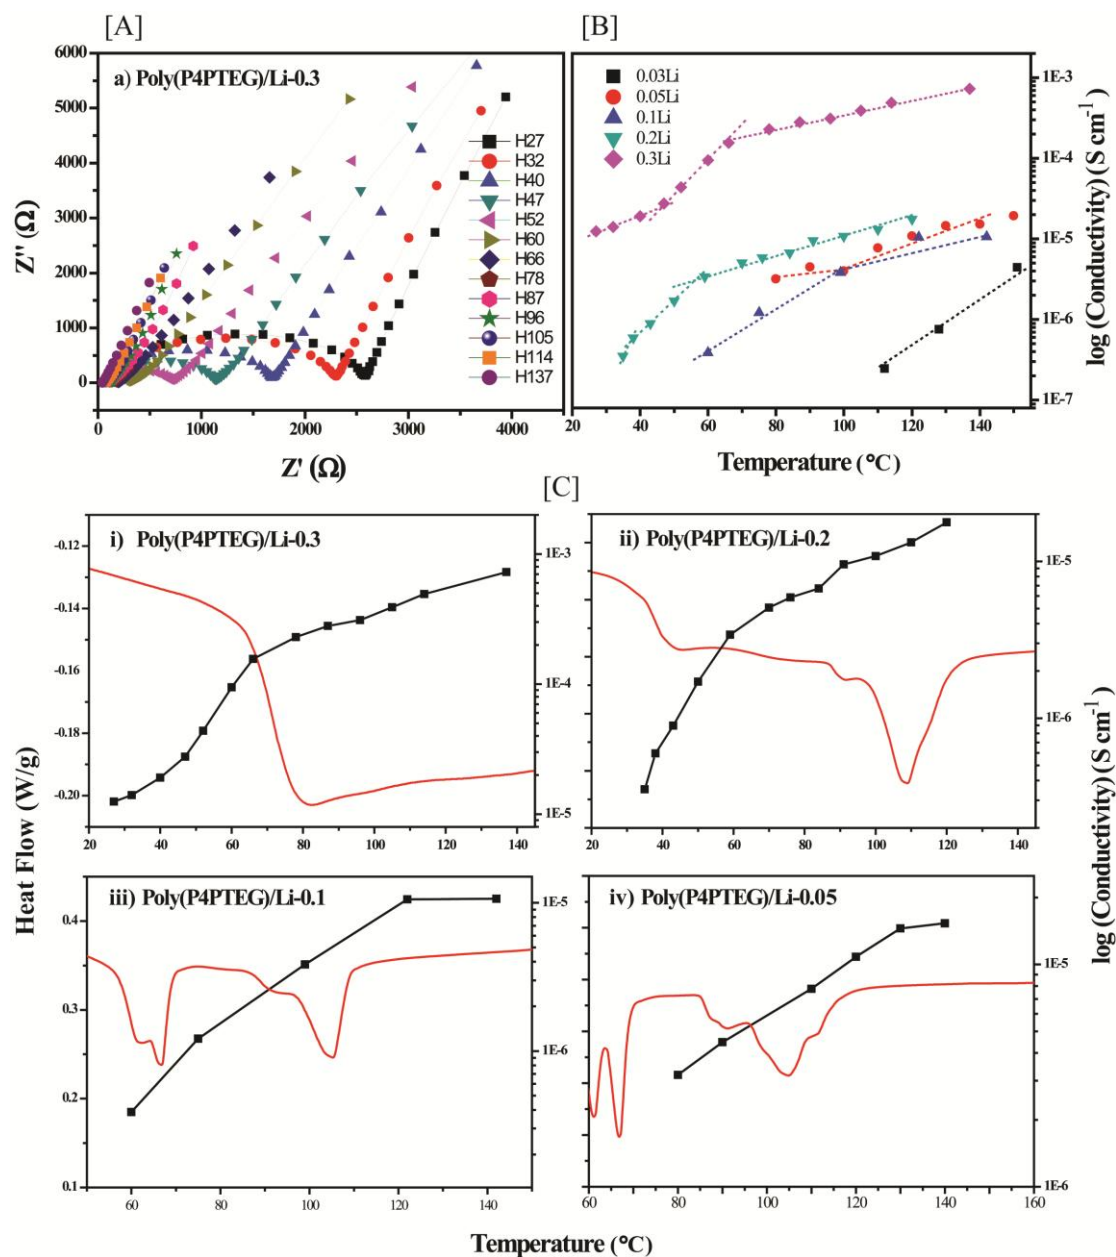 [A]
[B]
a) Poly(P4PTEG)/Li-0.3
6000
5000
4000
3000
2000
1000
0
Z'' (Ω)
H27
H32
H40
H47
H52
H60
H66
H78
H87
H96
H105
H114
H137
0 1000 2000 3000 4000
Z' (Ω)
0.03Li
0.05Li
0.1Li
0.2Li
0.3Li
1E-3
1E-4
1E-5
1E-6
1E-7
log (Conductivity) (S cm-1)
20 40 60 80 100 120 140
Temperature (°C)
[C]
i) Poly(P4PTEG)/Li-0.3
-0.12
-0.14
-0.16
-0.18
-0.20
1E-3
1E-4
1E-5
20 40 60 80 100 120 140
ii) Poly(P4PTEG)/Li-0.2
1E-5
1E-6
20 40 60 80 100 120 140
Heat Flow (W/g)
log (Conductivity) (S cm-1)
iii) Poly(P4PTEG)/Li-0.1
0.4
0.3
0.2
0.1
1E-5
1E-6
60 80 100 120 140
iv) Poly(P4PTEG)/Li-0.05
1E-5
1E-6
60 80 100 120 140 160
Temperature (°C)